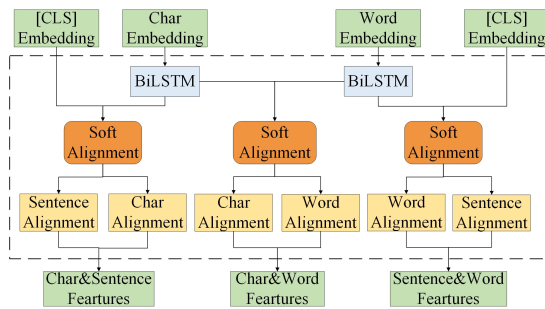 [CLS]
Embedding
Char
Embedding
Word
Embedding
[CLS]
Embedding
BiLSTM
BiLSTM
Soft
Alignment
Soft
Alignment
Soft
Alignment
Sentence
Alignment
Char
Alignment
Char
Alignment
Word
Alignment
Word
Alignment
Sentence
Alignment
Char&Sentence
Feartures
Char&Word
Feartures
Sentence&Word
Feartures